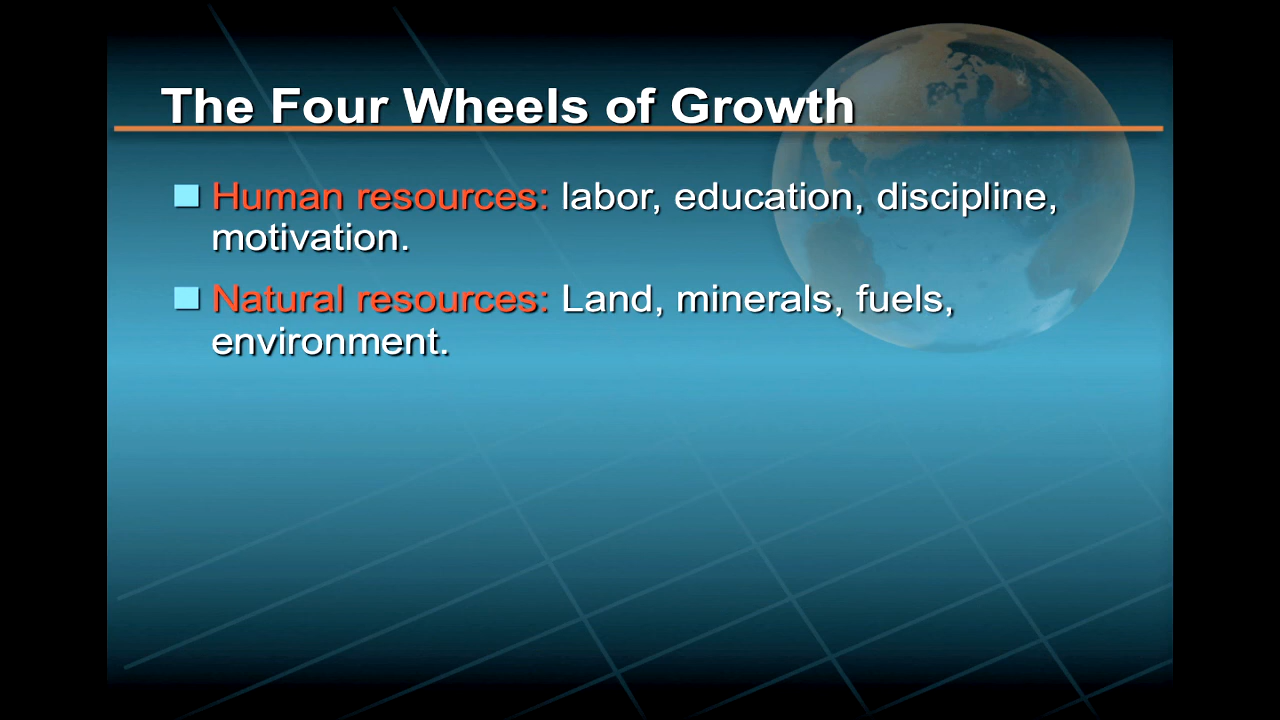 The Four Wheels of Growth
Human resources: labor, education, discipline,
motivation.
Natural resources: Land, minerals, fuels,
environment.